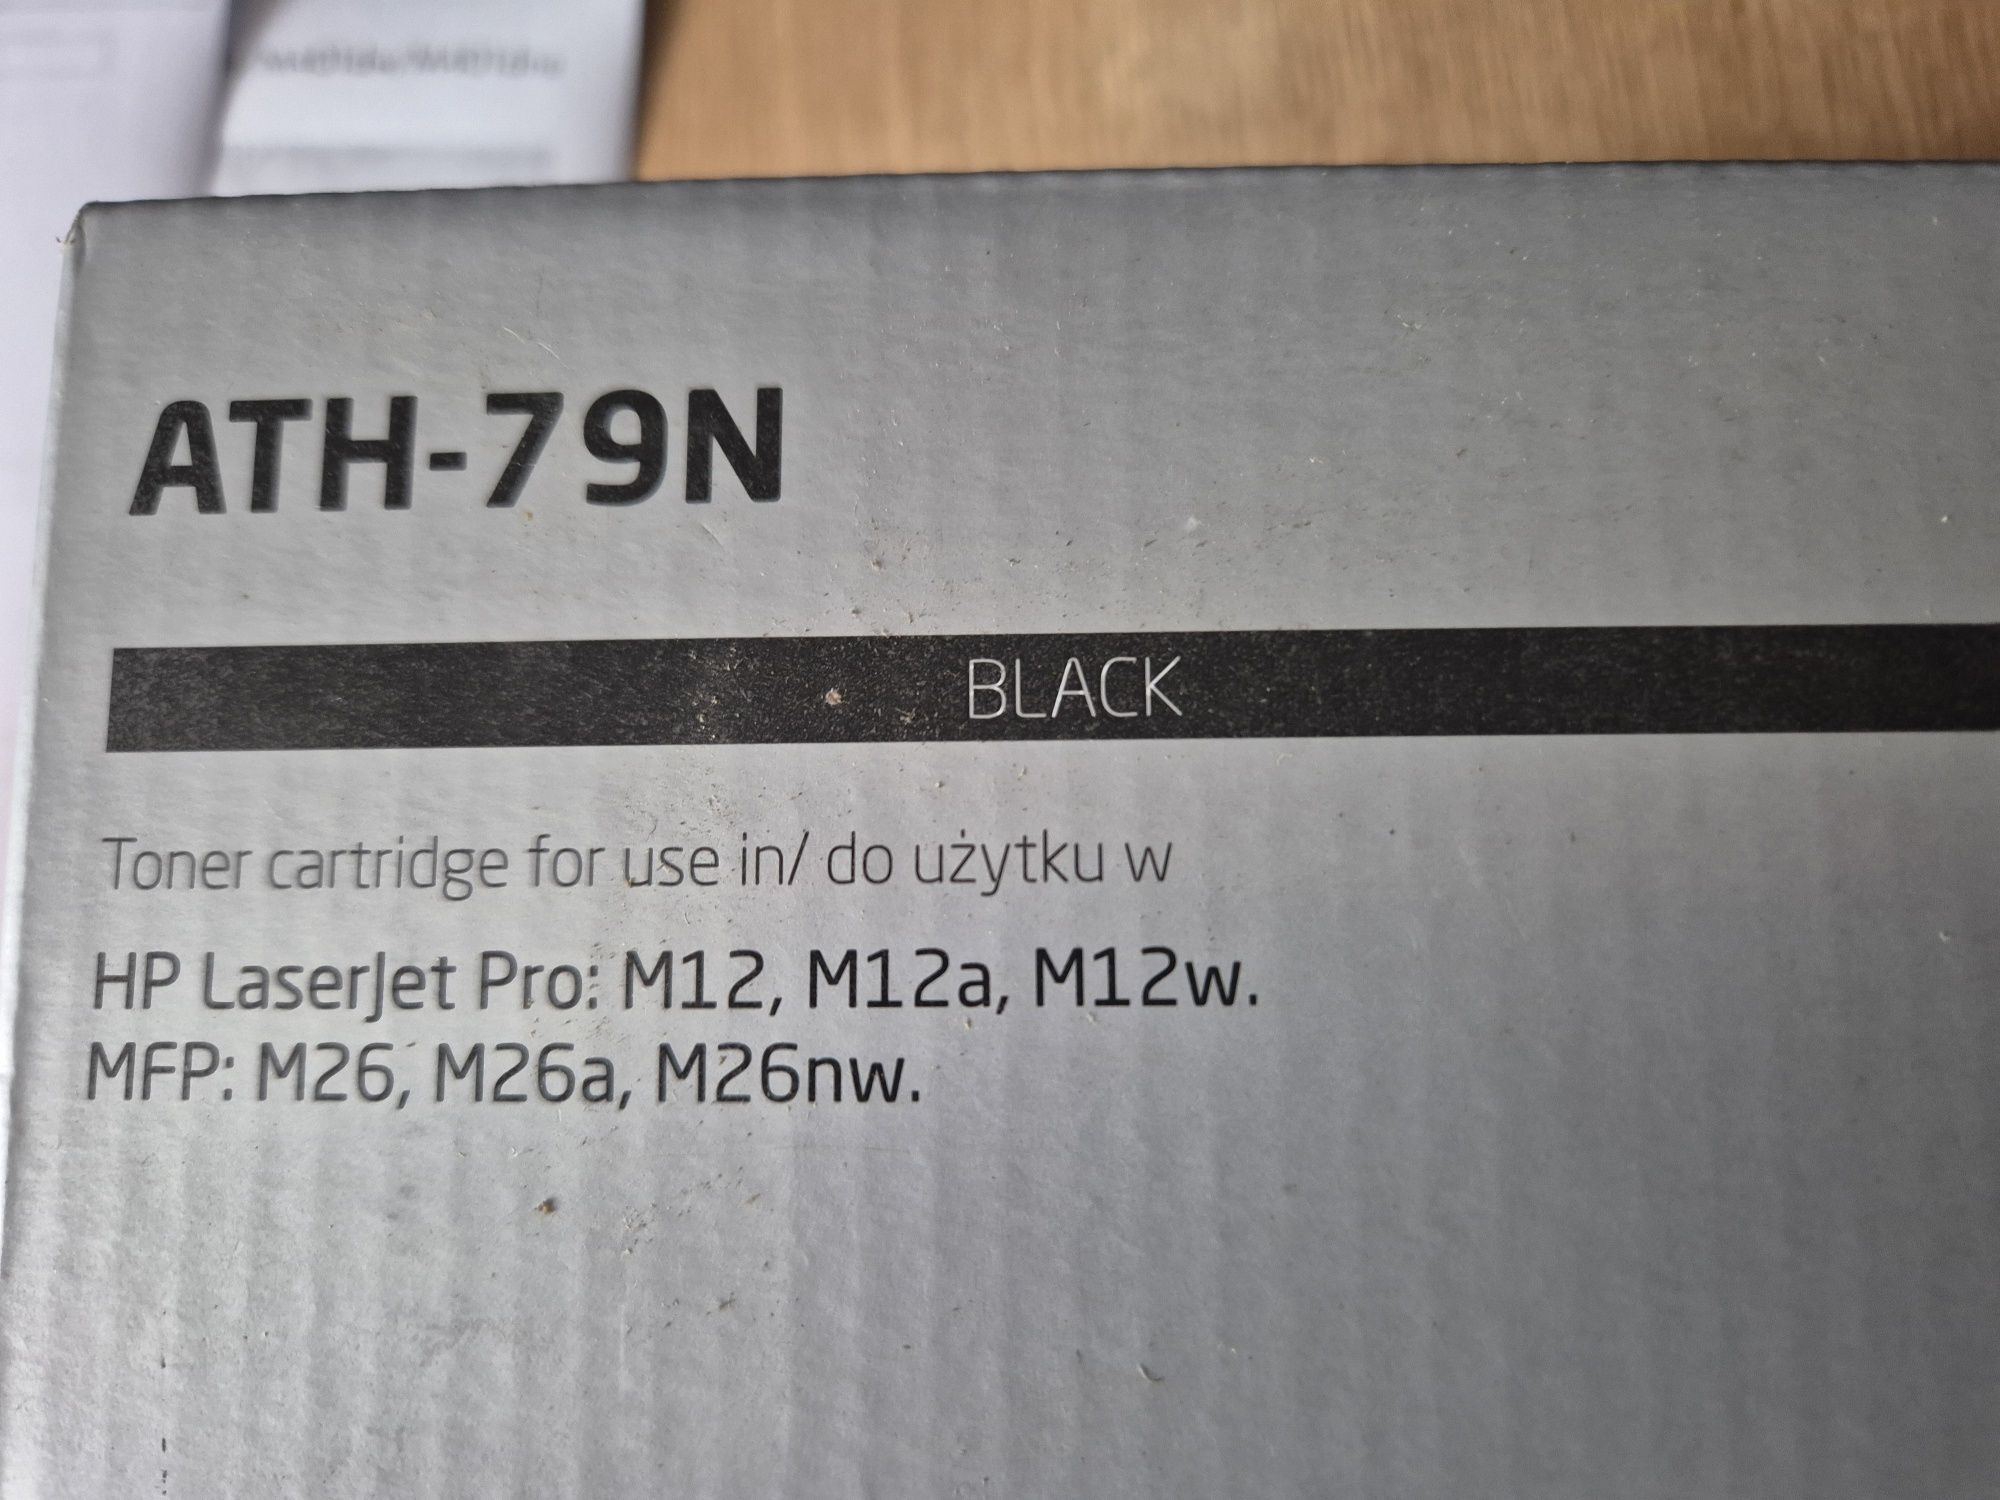 ATH-79N
BLACK
Toner cartridge for use in/ do użytku w
HP LaserJet Pro: M12, M12a, M12w.
MFP: M26, M26a, M26nw.